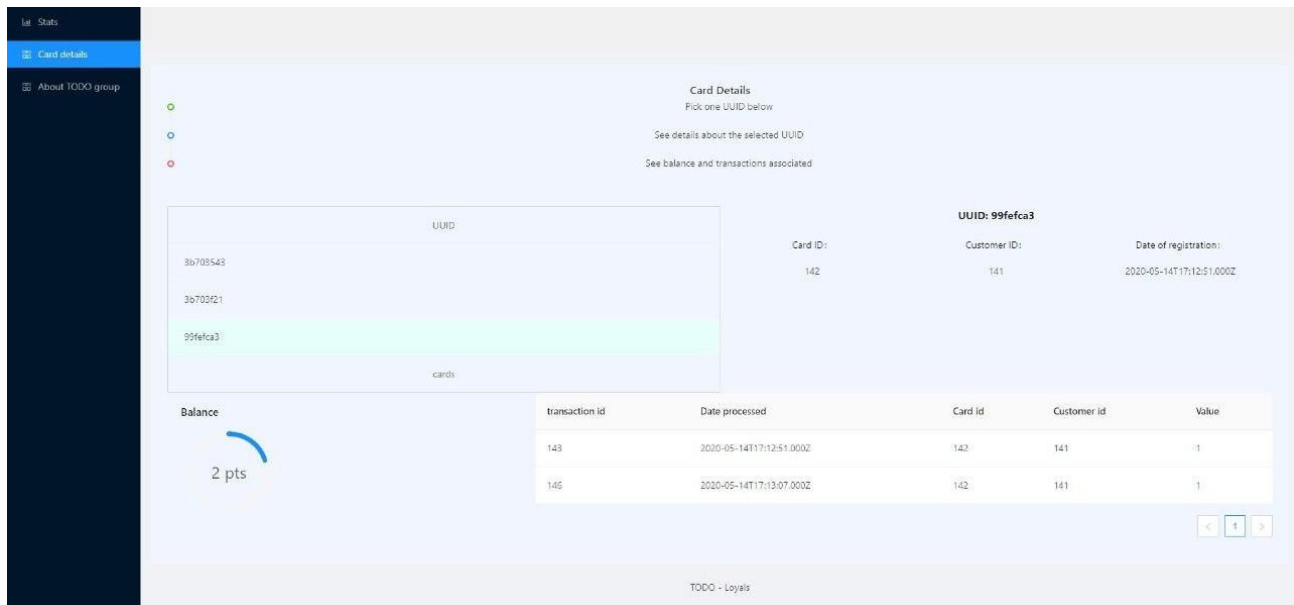 Stats
Card details
About TODO group
Card Details
Pick one UUID below
See details about the selected UUID
See balance and transactions associated
UUID
3b703543
3b703f21
99fefca3
cards
UUID: 99fefca3
Card ID: Customer ID: Date of registration:
142 141 2020-05-14T17:12:51.000Z
Balance
2 pts
transaction id Date processed Card id Customer id Value
143 2020-05-14T17:12:51.000Z 142 141 1
146 2020-05-14T17:13:07.000Z 142 141 1
< 1 >
TODO - Loyals